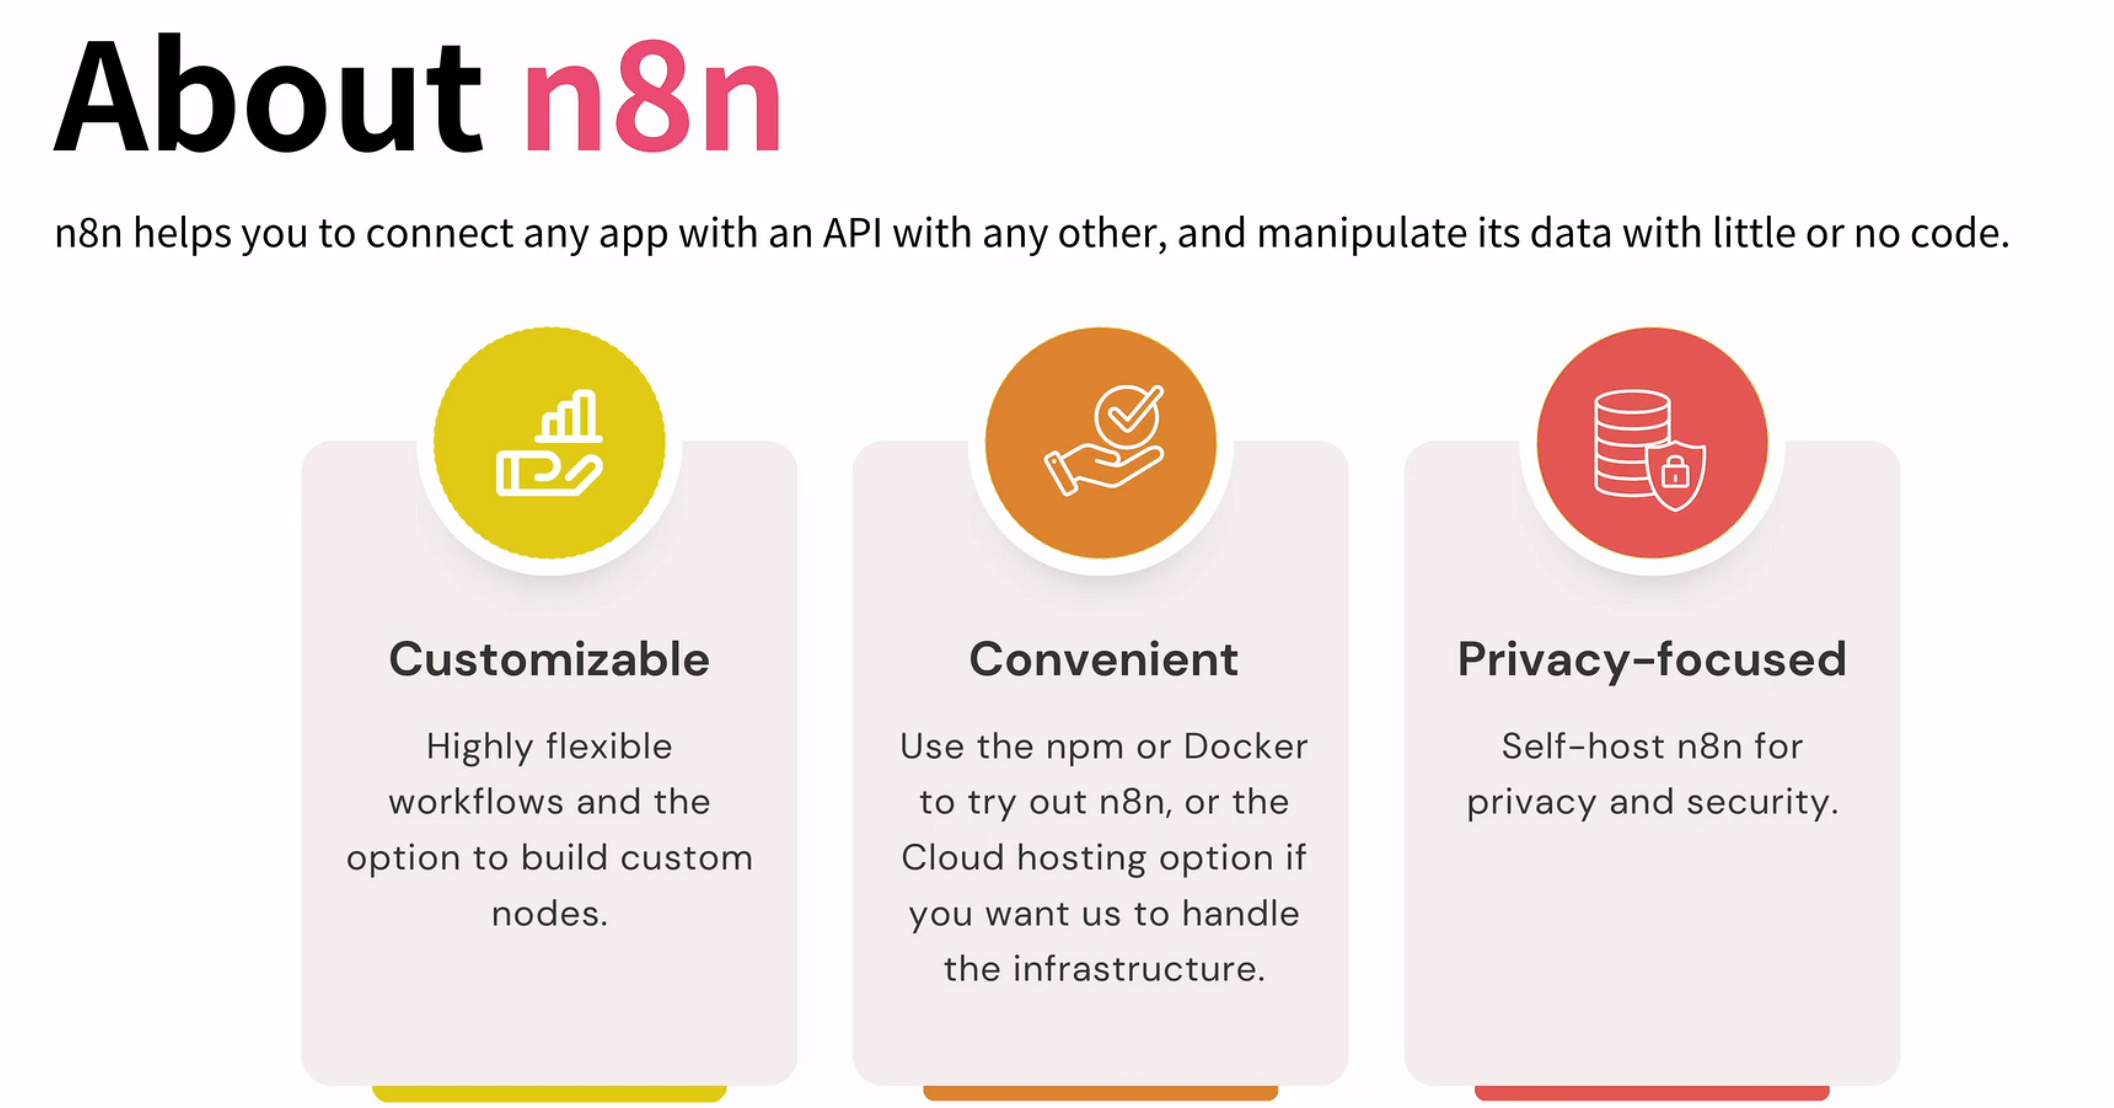 About n8n
n8n helps you to connect any app with an API with any other, and manipulate its data with little or no code.
Customizable
Highly flexible
workflows and the
option to build custom
nodes.
Convenient
Use the npm or Docker
to try out n8n, or the
Cloud hosting option if
you want us to handle
the infrastructure.
Privacy-focused
Self-host n8n for
privacy and security.